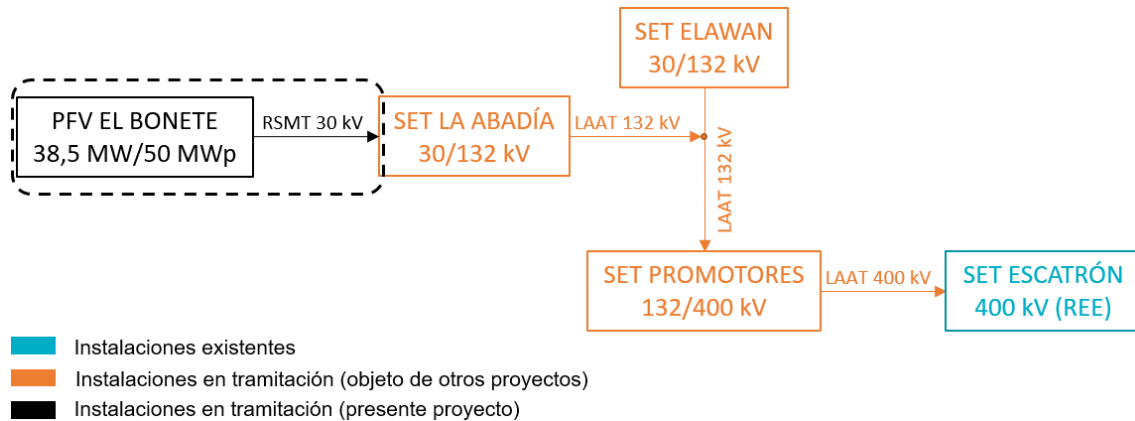 SET ELAWAN
30/132 kV
PFV EL BONETE
38,5 MW/50 MWp
RSMT 30 kV
SET LA ABADÍA
30/132 kV
LAAT 132 kV
LAAT 132 kV
SET PROMOTORES
132/400 kV
LAAT 400 kV
SET ESCATRÓN
400 kV (REE)
Instalaciones existentes
Instalaciones en tramitación (objeto de otros proyectos)
Instalaciones en tramitación (presente proyecto)